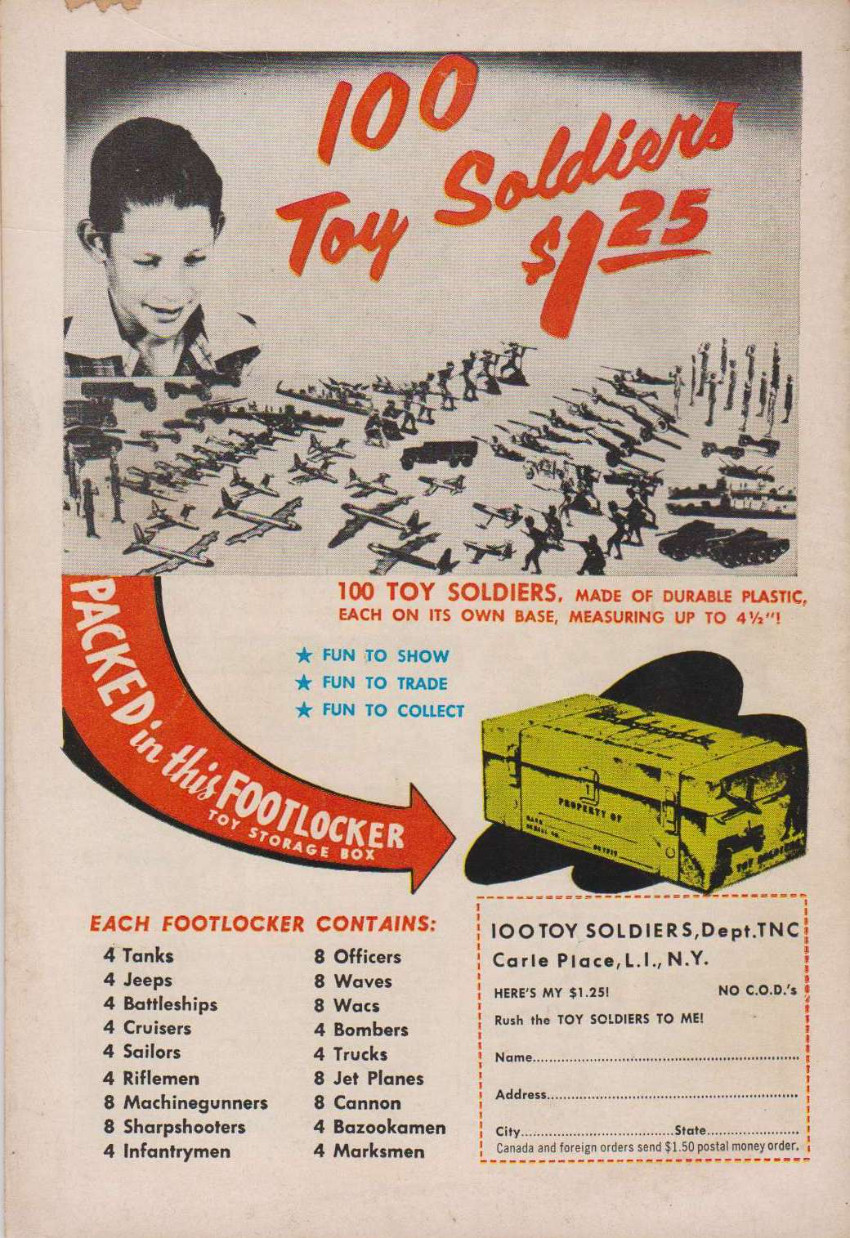 100
Toy Soldiers
$1.25
100 TOY SOLDIERS, MADE OF DURABLE PLASTIC,
EACH ON ITS OWN BASE, MEASURING UP TO 4½"!
★ FUN TO SHOW
★ FUN TO TRADE
★ FUN TO COLLECT
PACKED in this FOOTLOCKER
TOY STORAGE BOX
PROPERTY OF
EACH FOOTLOCKER CONTAINS:
4 Tanks
4 Jeeps
4 Battleships
4 Cruisers
4 Sailors
4 Riflemen
8 Machinegunners
8 Sharpshooters
4 Infantrymen
8 Officers
8 Waves
8 Wacs
4 Bombers
4 Trucks
8 Jet Planes
8 Cannon
4 Bazookamen
4 Marksmen
100 TOY SOLDIERS, Dept. TNC
Carle Place, L.I., N.Y.
HERE'S MY $1.25! NO C.O.D.'s
Rush the TOY SOLDIERS TO ME!
Name
Address
City State
Canada and foreign orders send $1.50 postal money order.